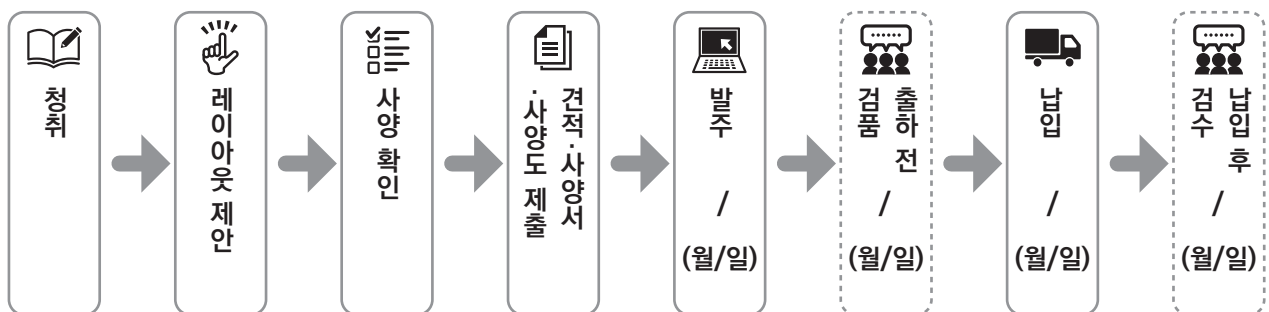 청취
레이아웃 제안
사양 확인
견적·사양서
·사양도 제출
발주
/
(월/일)
출하 전
검품
/
(월/일)
납입
/
(월/일)
납입 후
검수
/
(월/일)